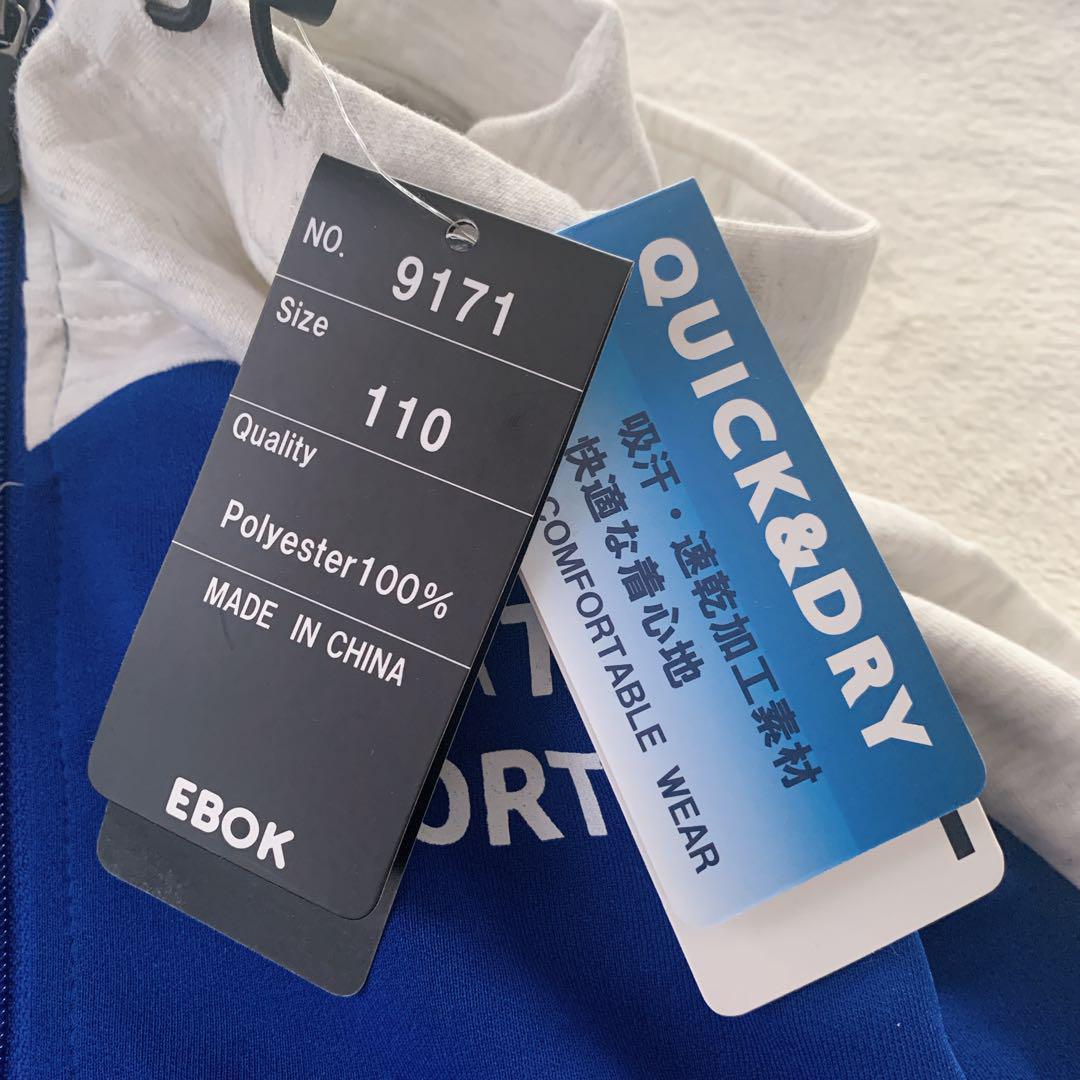 NO.
9171
Size
110
Quality
Polyester100%
MADE IN CHINA
EBOK
QUICK&DRY
吸汗・速乾加工素材
快適な着心地
COMFORTABLE WEAR
ORT